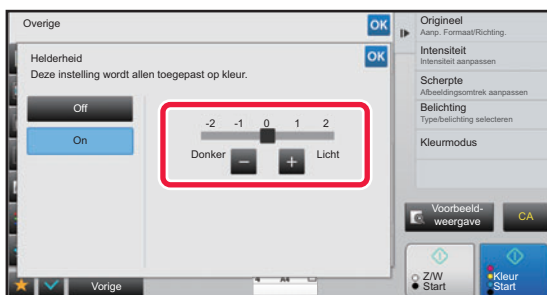 Overige
OK
Helderheid
OK
Deze instelling wordt allen toegepast op kleur.
Off
On
-2 -1 0 1 2
Donker
Licht
Vorige
Origineel
Aanp. Formaat/Richting.
Intensiteit
Intensiteit aanpassen
Scherpte
Afbeeldingsomtrek aanpassen
Belichting
Type/belichting selecteren
Kleurmodus
Voorbeeld-
weergave
CA
Z/W
Start
Kleur
Start